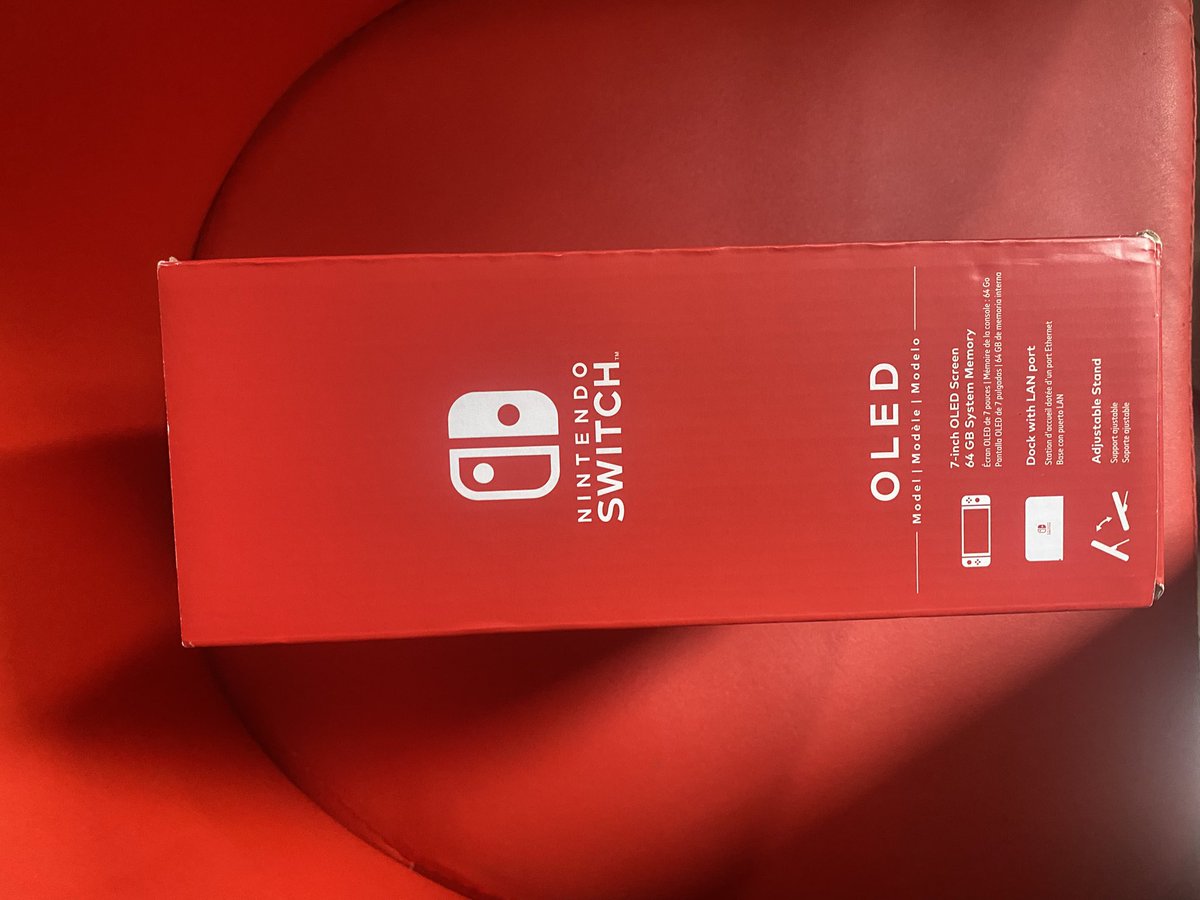 NINTENDO
SWITCH™
OLED
Model | Modèle | Modelo
7-inch OLED Screen
64 GB System Memory
Écran OLED de 7 pouces | Mémoire de la console : 64 Go
Pantalla OLED de 7 pulgadas | 64 GB de memoria interna
Dock with LAN port
Station d'accueil dotée d'un port Ethernet
Base con puerto LAN
Adjustable Stand
Support ajustable
Soporte ajustable